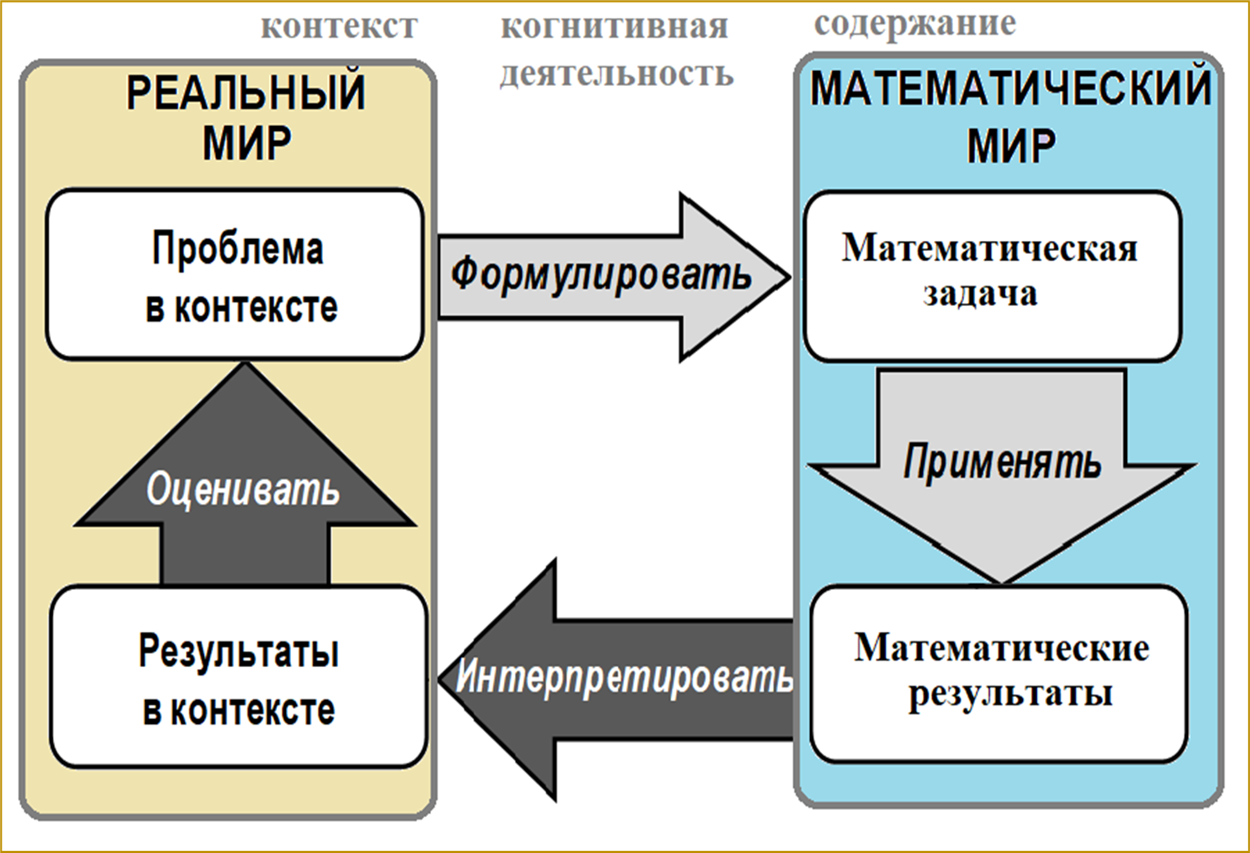 контекст
когнитивная
деятельность
содержание
РЕАЛЬНЫЙ
МИР
МАТЕМАТИЧЕСКИЙ
МИР
Проблема
в контексте
Формулировать
Математическая
задача
Оценивать
Применять
Результаты
в контексте
Интерпретировать
Математические
результаты